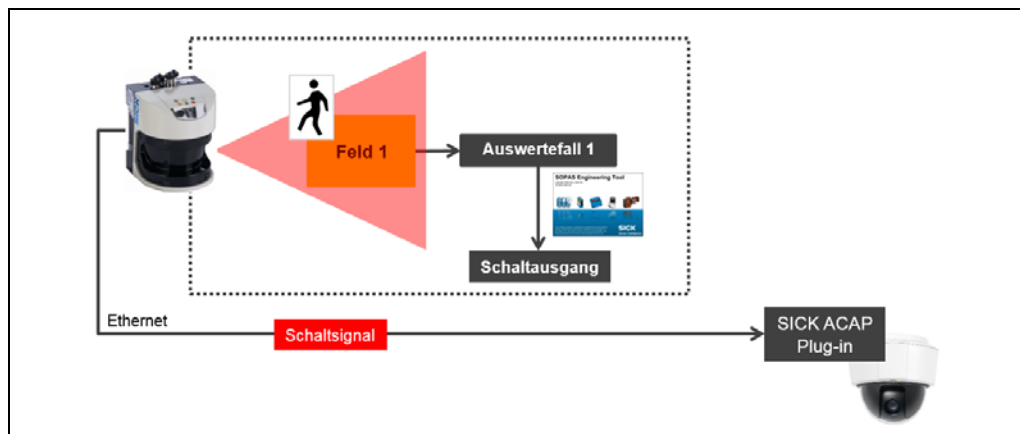 Feld 1
Auswertefall 1
SOPAS Engineering Tool
SICK
Schaltausgang
Ethernet
Schaltsignal
SICK ACAP
Plug-in